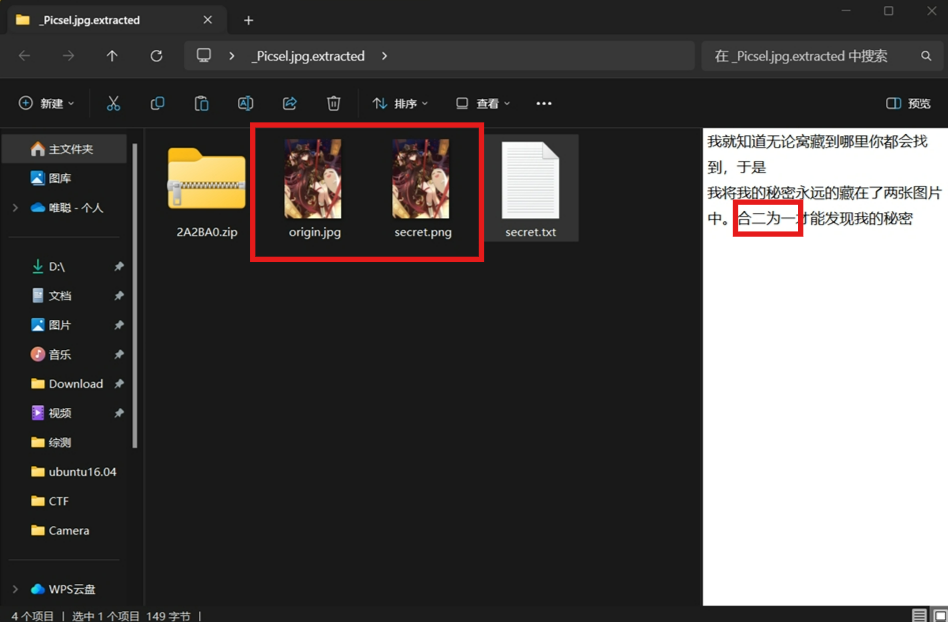 _Picsel.jpg.extracted
_Picsel.jpg.extracted
在 _Picsel.jpg.extracted 中搜索
新建
排序
查看
预览
主文件夹
图库
唯聪 - 个人
D:\
文档
图片
音乐
Download
视频
综测
ubuntu16.04
CTF
Camera
WPS云盘
2A2BA0.zip
origin.jpg
secret.png
secret.txt
我就知道无论窝藏到哪里你都会找
到，于是
我将我的秘密永远的藏在了两张图片
中。合二为一才能发现我的秘密
4 个项目 | 选中 1 个项目 149 字节 |